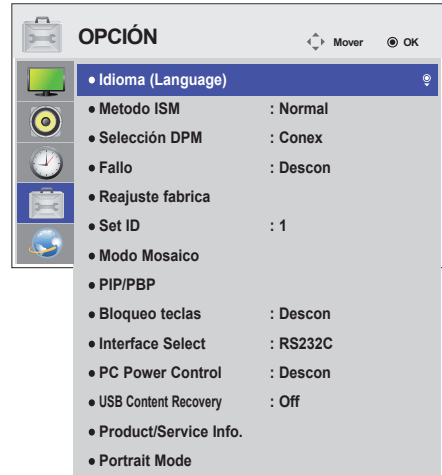 OPCIÓN Mover OK
• Idioma (Language)
• Metodo ISM : Normal
• Selección DPM : Conex
• Fallo : Descon
• Reajuste fabrica
• Set ID : 1
• Modo Mosaico
• PIP/PBP
• Bloqueo teclas : Descon
• Interface Select : RS232C
• PC Power Control : Descon
• USB Content Recovery : Off
• Product/Service Info.
• Portrait Mode